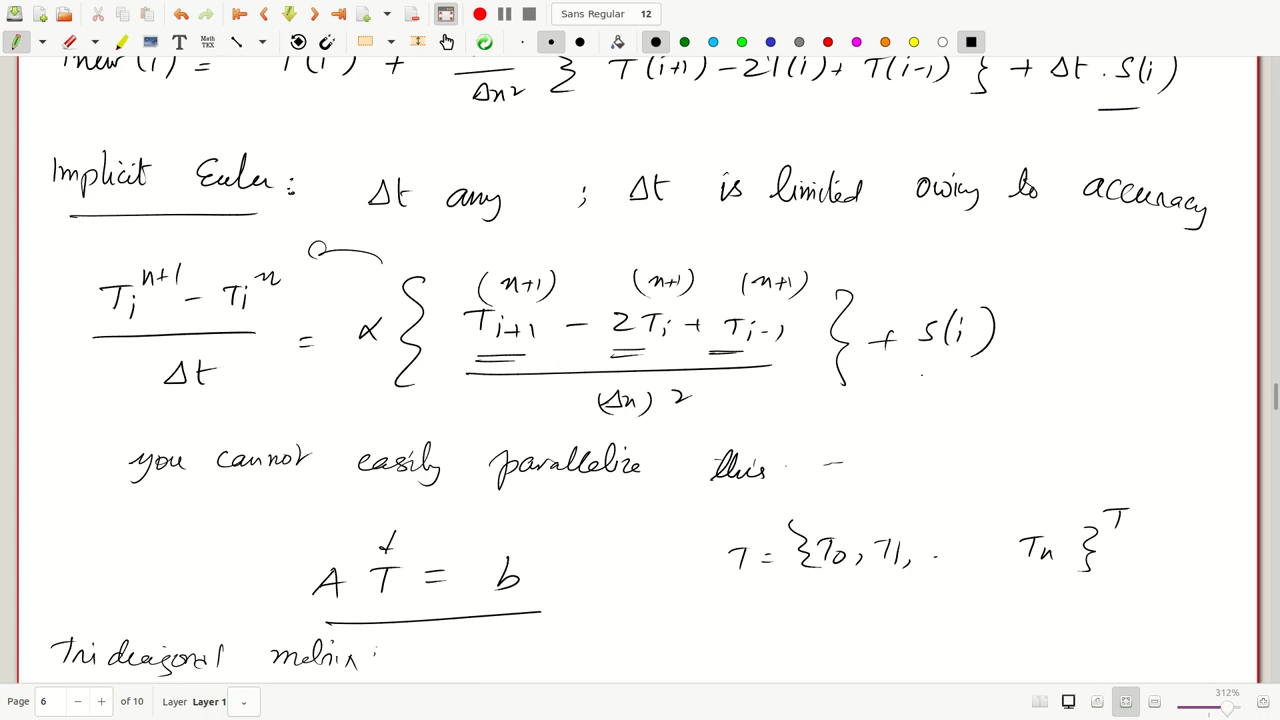 Sans Regular 12
T Math TEX
Tnew(i) = T(i) + / Δx² { T(i+1) - 2T(i) + T(i-1) } + Δt . S(i)
Implicit Euler : Δt any ; Δt is limited owing to accuracy
(Ti^n+1 - Ti^n) / Δt = α { (Ti+1^(n+1) - 2Ti^(n+1) + Ti-1^(n+1)) / (Δx)² } + S(i)
you cannot easily parallelize this . -
T = { T0, T1, . Tn }^T
A T = b
Tridiagonal matrix :
Page 6 - + of 10 Layer Layer 1 312%